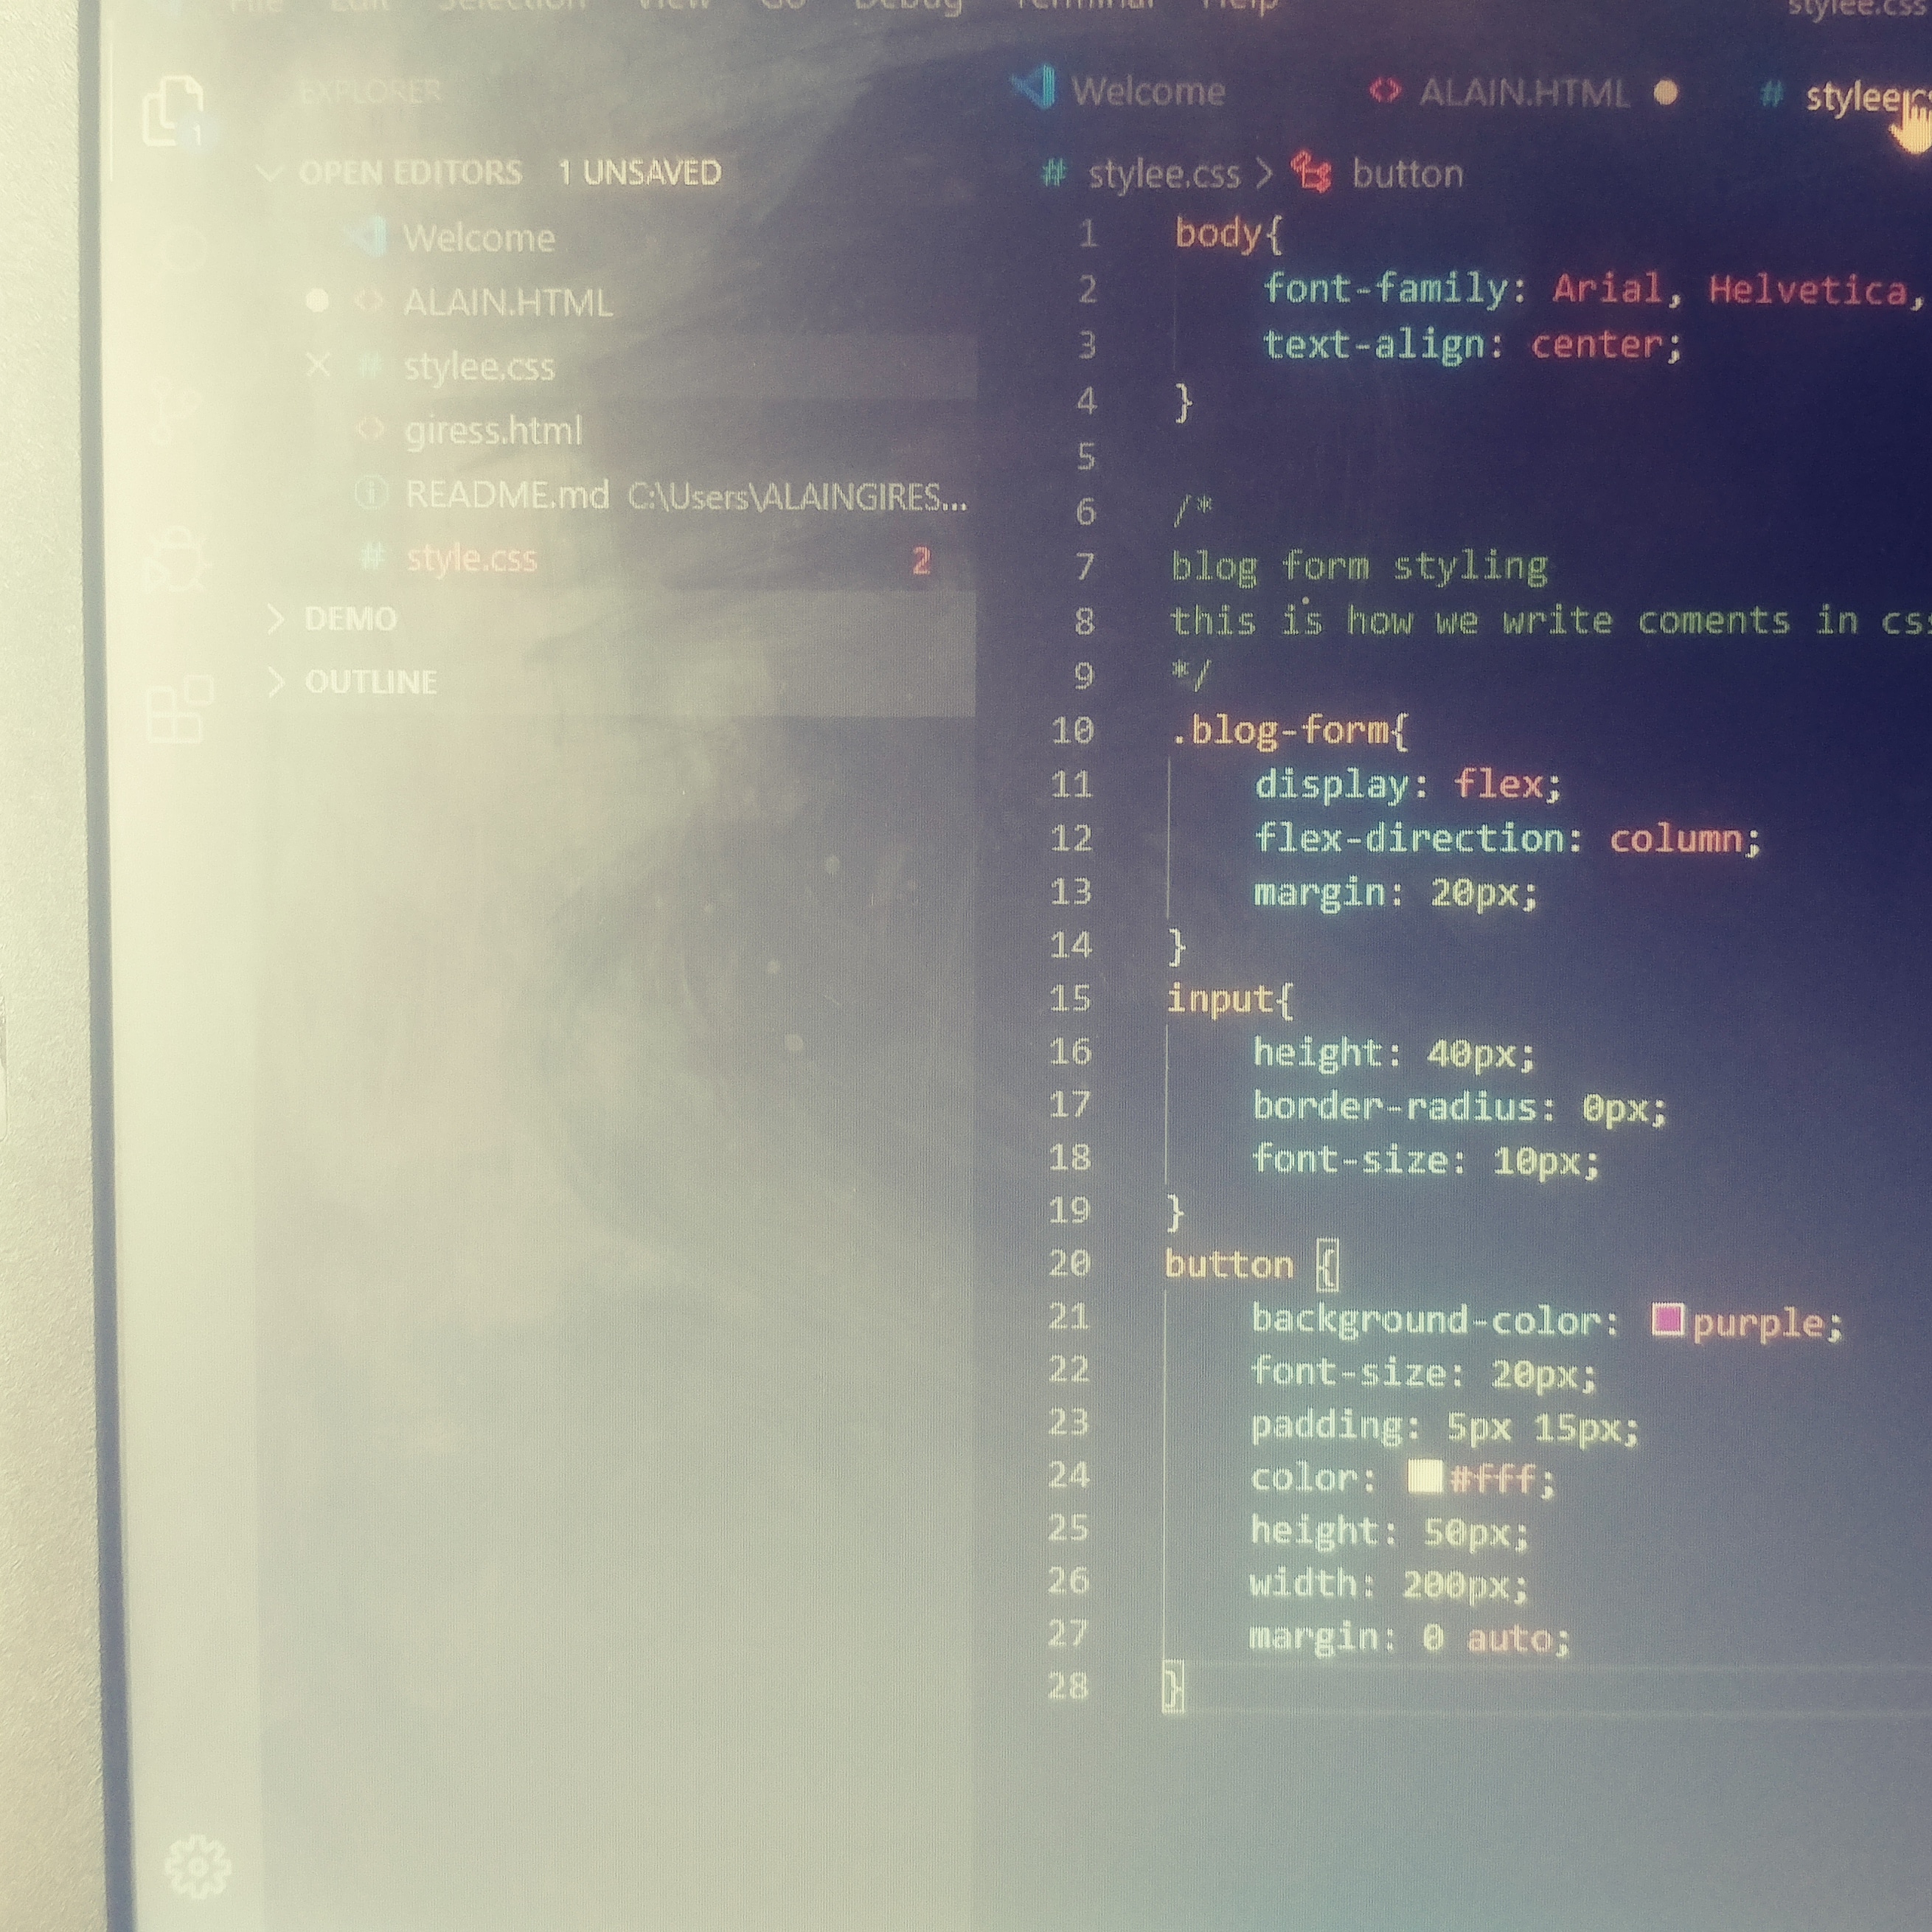 File Edit Selection View Go Debug Terminal Help
stylee.css
EXPLORER
OPEN EDITORS 1 UNSAVED
Welcome
ALAIN.HTML
stylee.css
giress.html
README.md C:\Users\ALAINGIRES...
style.css 2
DEMO
OUTLINE
1
Welcome
ALAIN.HTML
stylee.cs
# stylee.css > button
1 body{
2 font-family: Arial, Helvetica,
3 text-align: center;
4 }
5
6 /*
7 blog form styling
8 this is how we write coments in css
9 */
10 .blog-form{
11 display: flex;
12 flex-direction: column;
13 margin: 20px;
14 }
15 input{
16 height: 40px;
17 border-radius: 0px;
18 font-size: 10px;
19 }
20 button {
21 background-color: purple;
22 font-size: 20px;
23 padding: 5px 15px;
24 color: #fff;
25 height: 50px;
26 width: 200px;
27 margin: 0 auto;
28 }